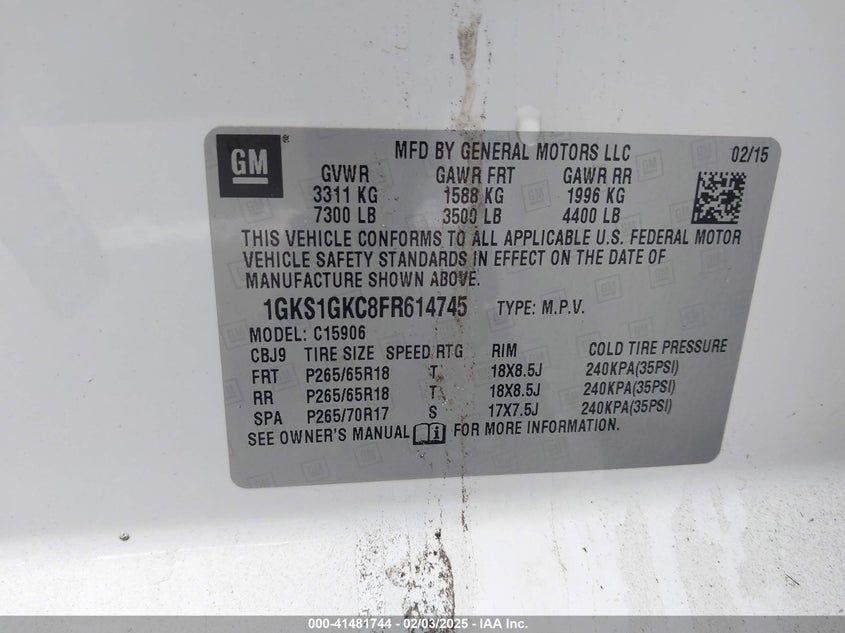 GM ® MFD BY GENERAL MOTORS LLC 02/15
GVWR GAWR FRT GAWR RR
3311 KG 1588 KG 1996 KG
7300 LB 3500 LB 4400 LB
THIS VEHICLE CONFORMS TO ALL APPLICABLE U.S. FEDERAL MOTOR
VEHICLE SAFETY STANDARDS IN EFFECT ON THE DATE OF
MANUFACTURE SHOWN ABOVE.
1GKS1GKC8FR614745 TYPE: M.P.V.
MODEL: C15906
CBJ9 TIRE SIZE SPEED RTG RIM COLD TIRE PRESSURE
FRT P265/65R18 T 18X8.5J 240KPA(35PSI)
RR P265/65R18 T 18X8.5J 240KPA(35PSI)
SPA P265/70R17 S 17X7.5J 240KPA(35PSI)
SEE OWNER'S MANUAL FOR MORE INFORMATION.
000-41481744 - 02/03/2025 - IAA Inc.